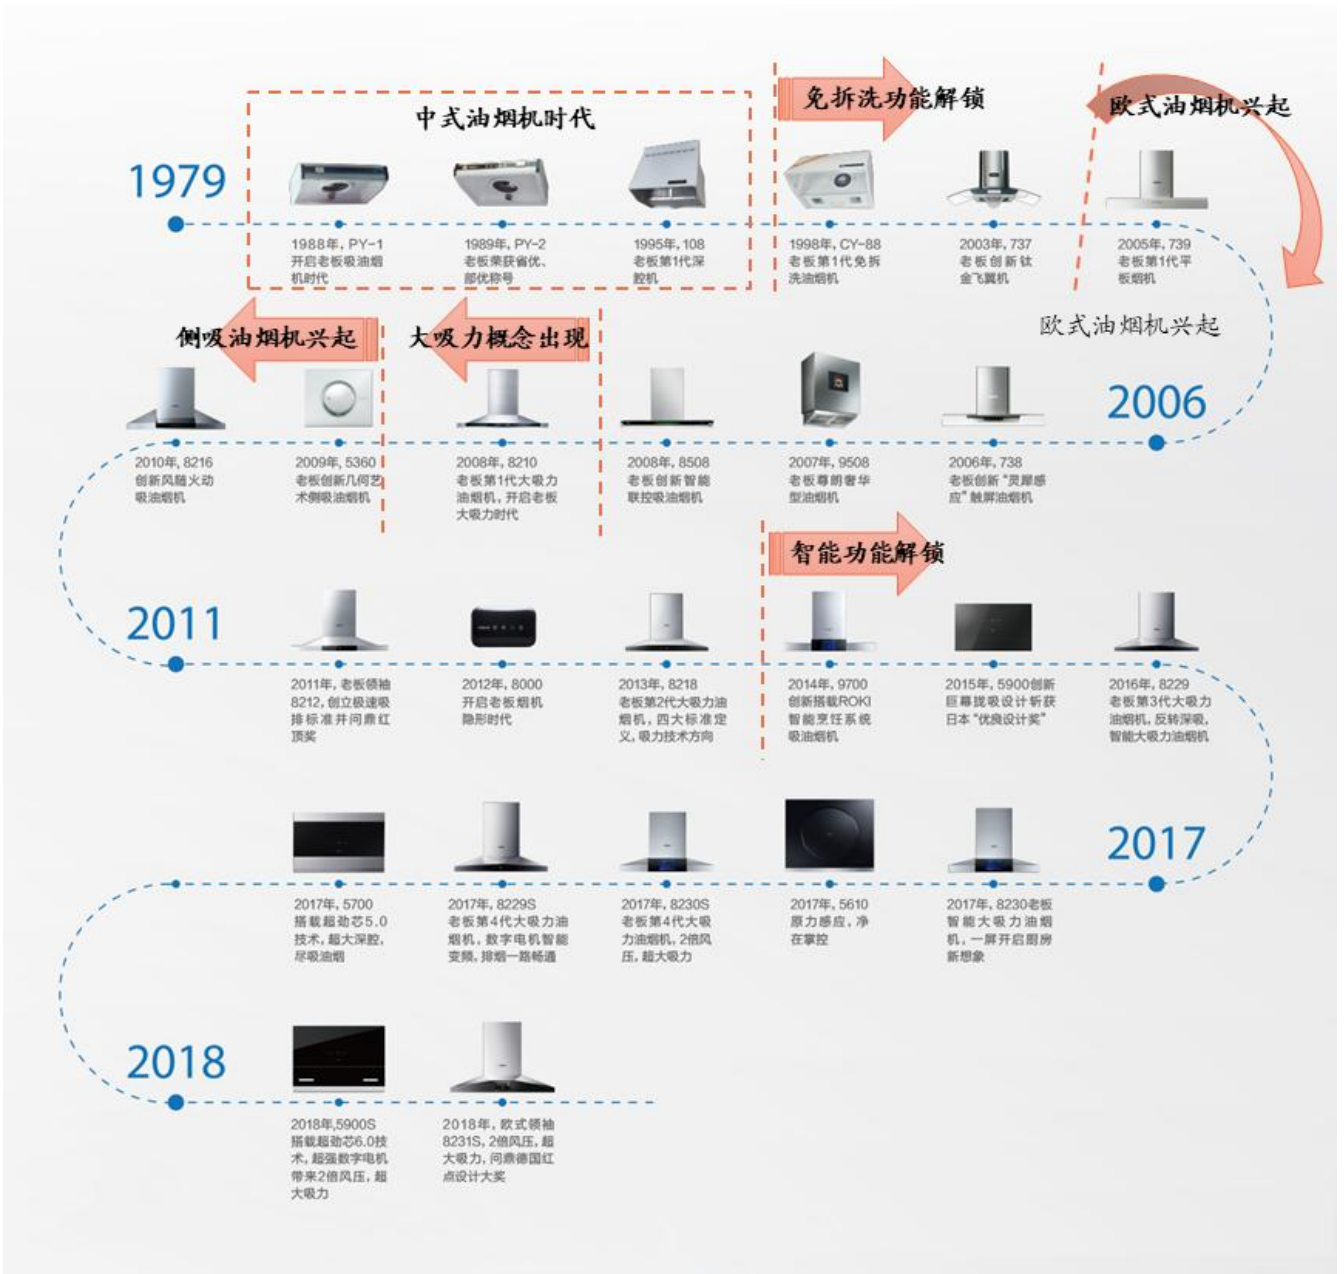 中式油烟机时代
免拆洗功能解锁
欧式油烟机兴起
1979
1988年, PY-1
开启老板吸油烟
机时代
1989年, PY-2
老板荣获省优、
部优称号
1995年, 108
老板第1代深
腔机
1998年, CY-88
老板第1代免拆
洗油烟机
2003年, 737
老板创新钛
金飞翼机
2005年, 739
老板第1代平
板烟机
欧式油烟机兴起
侧吸油烟机兴起
大吸力概念出现
2006
2010年, 8216
创新风随火动
吸油烟机
2009年, 5360
老板创新几何艺
术侧吸油烟机
2008年, 8210
老板第1代大吸力
油烟机, 开启老板
大吸力时代
2008年, 8508
老板创新智能
联控吸油烟机
2007年, 9508
老板尊朗奢华
型油烟机
2006年, 738
老板创新“灵犀感
应”触屏油烟机
智能功能解锁
2011
2011年, 老板领袖
8212, 创立极速吸
排标准并问鼎红
顶奖
2012年, 8000
开启老板烟机
隐形时代
2013年, 8218
老板第2代大吸力油
烟机, 四大标准定
义, 吸力技术方向
2014年, 9700
创新搭载ROKI
智能烹饪系统
吸油烟机
2015年, 5900创新
巨幕拢吸设计斩获
日本“优良设计奖”
2016年, 8229
老板第3代大吸力
油烟机, 反转深吸,
智能大吸力油烟机
2017
2017年, 5700
搭载超劲芯5.0
技术, 超大深腔,
尽吸油烟
2017年, 8229S
老板第4代大吸力油
烟机, 数字电机智能
变频, 排烟一路畅通
2017年, 8230S
老板第4代大吸
力油烟机, 2倍风
压, 超大吸力
2017年, 5610
原力感应, 净
在掌控
2017年, 8230老板
智能大吸力油烟
机, 一屏开启厨房
新想象
2018
2018年,5900S
搭载超劲芯6.0技
术, 超强数字电机
带来2倍风压, 超
大吸力
2018年, 欧式领袖
8231S, 2倍风压, 超
大吸力, 问鼎德国红
点设计大奖